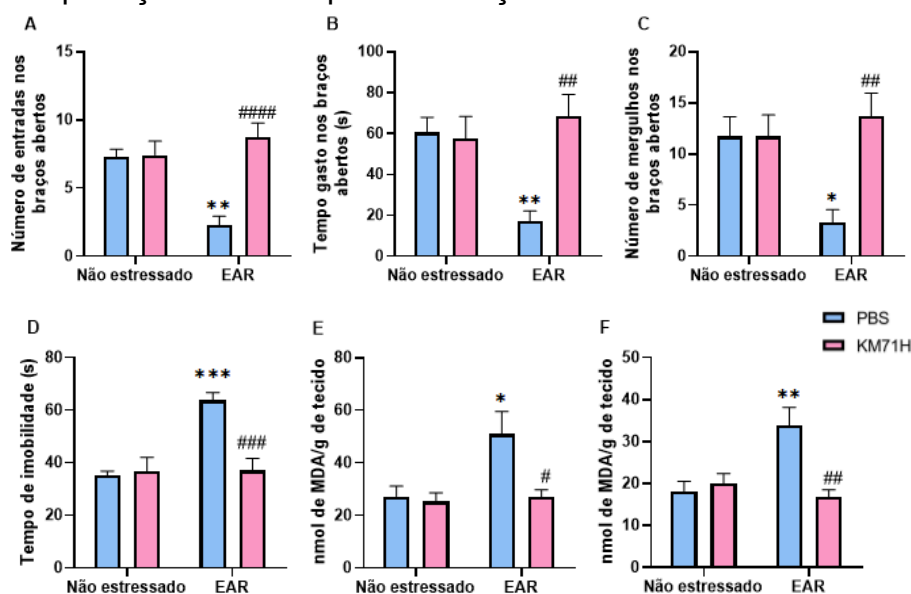 A
Número de entradas nos
braços abertos
15
10
5
0
**
####
Não estressado
EAR
B
Tempo gasto nos braços
abertos (s)
100
80
60
40
20
0
**
##
Não estressado
EAR
C
Número de mergulhos nos
braços abertos
20
15
10
5
0
*
##
Não estressado
EAR
PBS
KM71H
D
Tempo de imobilidade (s)
80
60
40
20
0
***
###
Não estressado
EAR
E
nmol de MDA/g de tecido
80
60
40
20
0
*
#
Não estressado
EAR
F
nmol de MDA/g de tecido
50
40
30
20
10
0
**
##
Não estressado
EAR